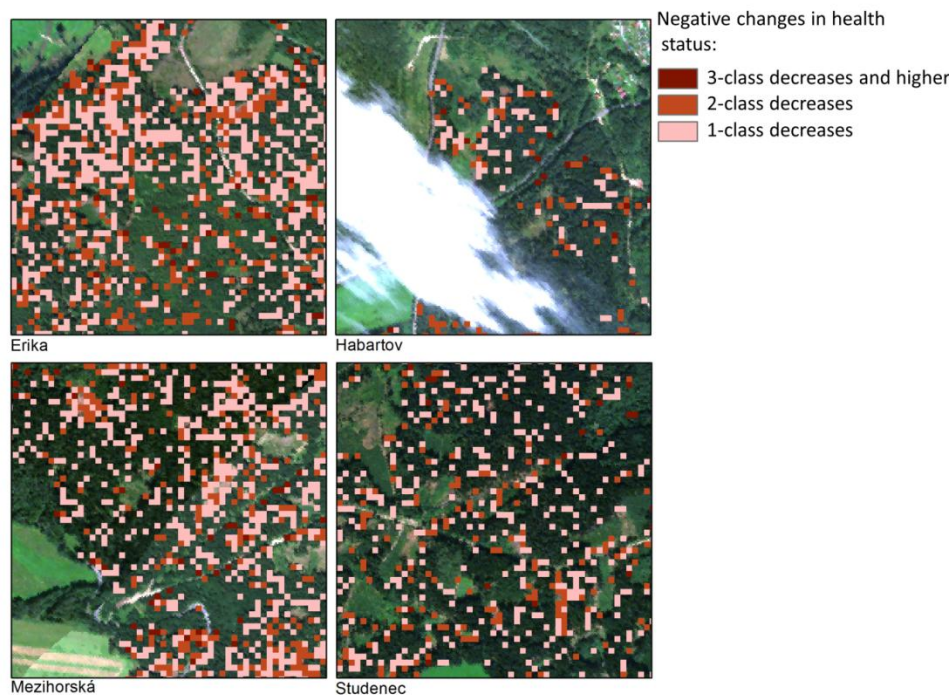 Negative changes in health
status:
3-class decreases and higher
2-class decreases
1-class decreases
Erika
Habartov
Mezihorská
Studenec